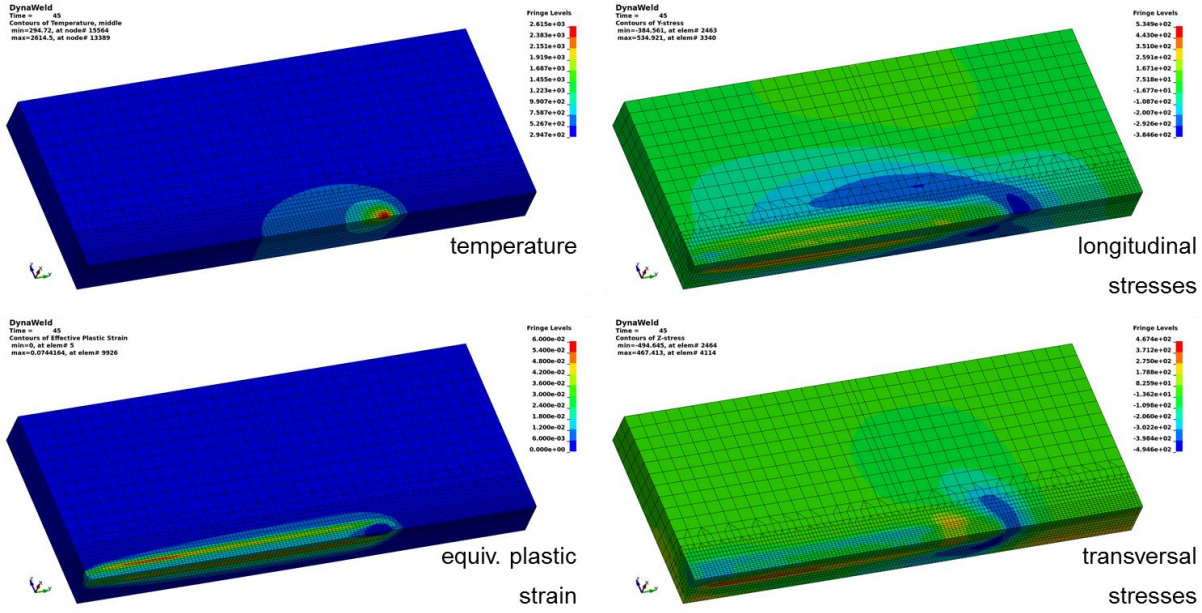 DynaWeld
Time = 45
Contours of Temperature, middle
min=294.72, at node# 15564
max=2614.5, at node# 13389
Fringe Levels
2.615e+03
2.383e+03
2.151e+03
1.919e+03
1.687e+03
1.455e+03
1.223e+03
9.907e+02
7.587e+02
5.267e+02
2.947e+02
temperature
DynaWeld
Time = 45
Contours of Y-stress
min=-384.561, at elem# 2463
max=534.921, at elem# 3340
Fringe Levels
5.349e+02
4.430e+02
3.510e+02
2.591e+02
1.671e+02
7.518e+01
-1.677e+01
-1.087e+02
-2.007e+02
-2.926e+02
-3.846e+02
longitudinal
stresses
DynaWeld
Time = 45
Contours of Effective Plastic Strain
min=0, at elem# 5
max=0.0744164, at elem# 9926
Fringe Levels
6.000e-02
5.400e-02
4.800e-02
4.200e-02
3.600e-02
3.000e-02
2.400e-02
1.800e-02
1.200e-02
6.000e-03
0.000e+00
equiv. plastic
strain
DynaWeld
Time = 45
Contours of Z-stress
min=-494.645, at elem# 2464
max=467.413, at elem# 4114
Fringe Levels
4.674e+02
3.712e+02
2.750e+02
1.788e+02
8.259e+01
-1.362e+01
-1.098e+02
-2.060e+02
-3.022e+02
-3.984e+02
-4.946e+02
transversal
stresses